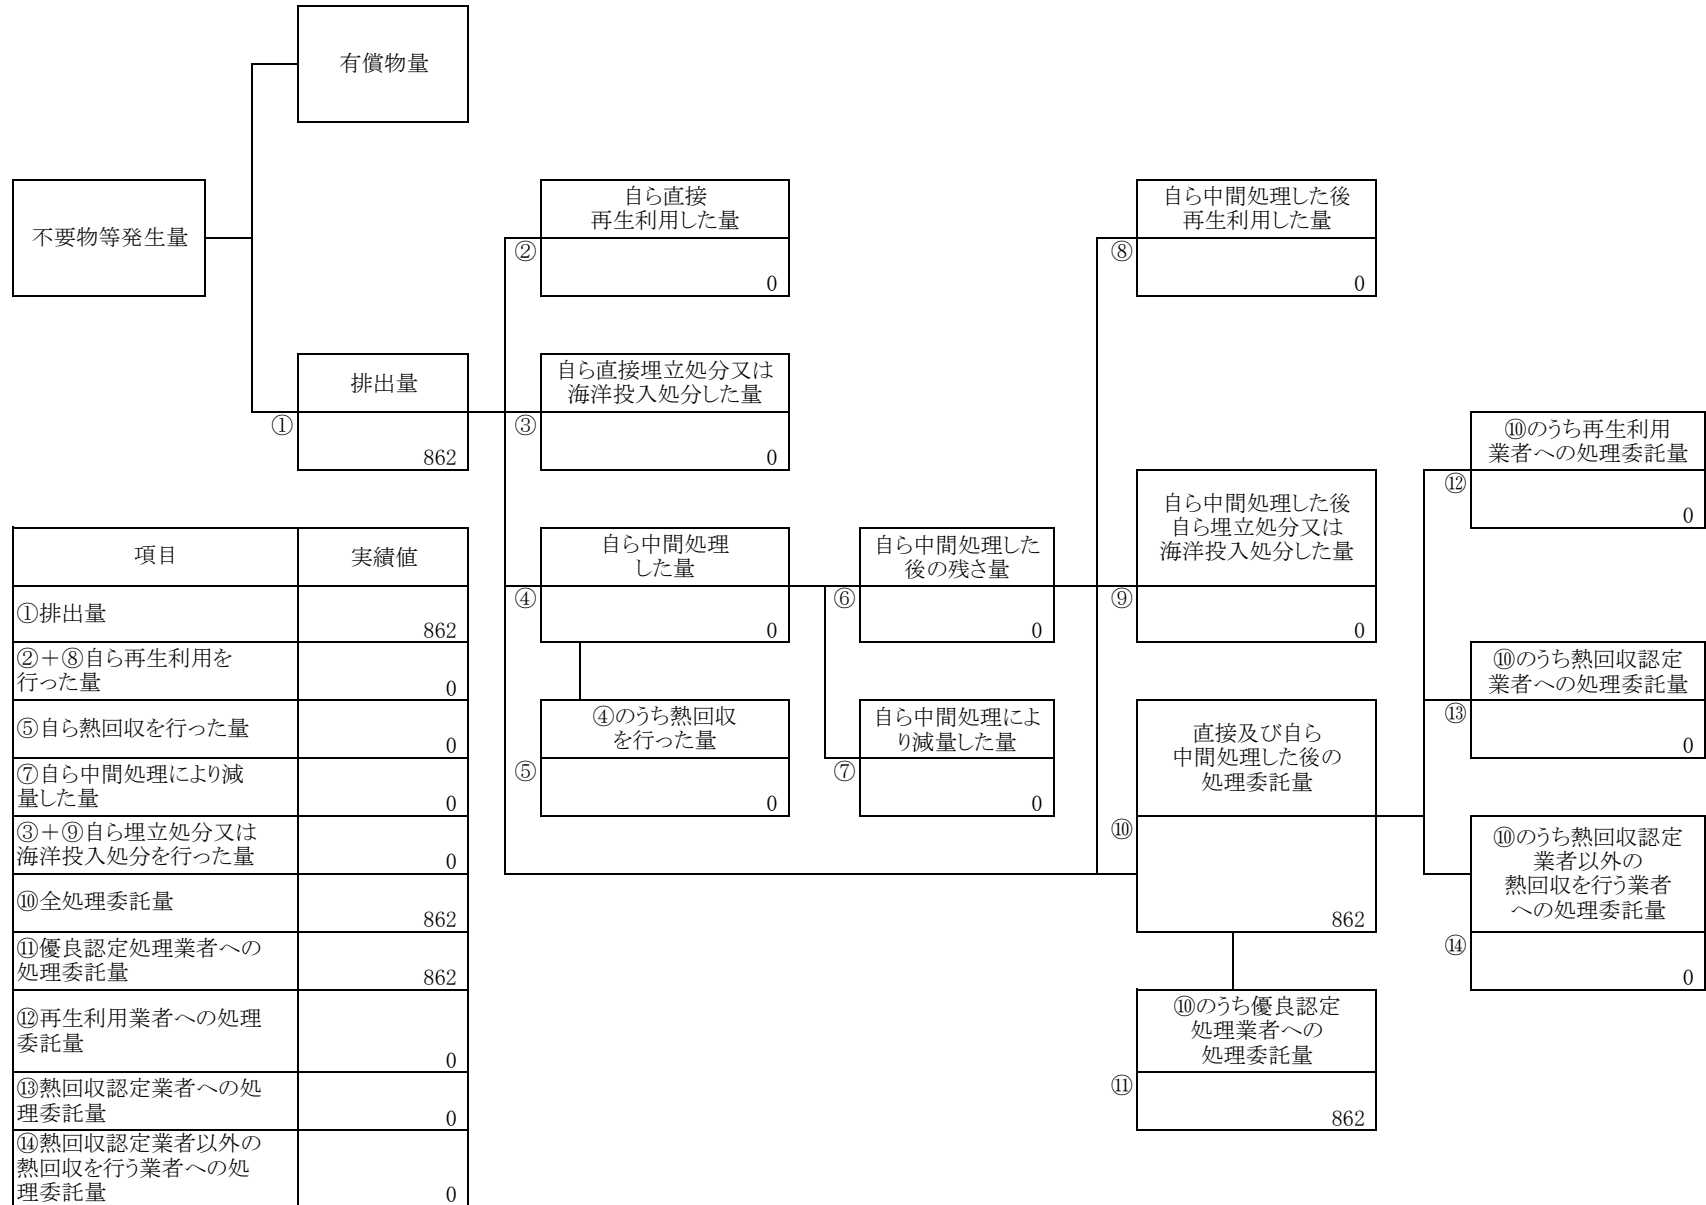 有償物量
不要物等発生量
排出量
①
862
自ら直接
再生利用した量
②
0
自ら直接埋立処分又は
海洋投入処分した量
③
0
自ら中間処理
した量
④
0
④のうち熱回収
を行った量
⑤
0
自ら中間処理した
後の残さ量
⑥
0
自ら中間処理によ
り減量した量
⑦
0
自ら中間処理した後
再生利用した量
⑧
0
自ら中間処理した後
自ら埋立処分又は
海洋投入処分した量
⑨
0
直接及び自ら
中間処理した後の
処理委託量
⑩
862
⑩のうち優良認定
処理業者への
処理委託量
⑪
862
⑩のうち再生利用
業者への処理委託量
⑫
0
⑩のうち熱回収認定
業者への処理委託量
⑬
0
⑩のうち熱回収認定
業者以外の
熱回収を行う業者
への処理委託量
⑭
0
項目 実績値
①排出量
862
②＋⑧自ら再生利用を
行った量
0
⑤自ら熱回収を行った量
0
⑦自ら中間処理により減
量した量
0
③＋⑨自ら埋立処分又は
海洋投入処分を行った量
0
⑩全処理委託量
862
⑪優良認定処理業者への
処理委託量
862
⑫再生利用業者への処理
委託量
0
⑬熱回収認定業者への処
理委託量
0
⑭熱回収認定業者以外の
熱回収を行う業者への処
理委託量
0